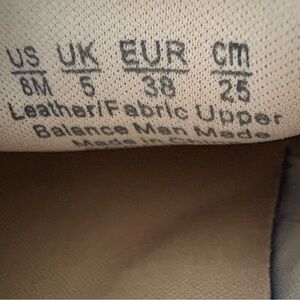 US UK EUR cm
8M 5 38 25
Leather/Fabric Upper
Balance Man Made
Made in China